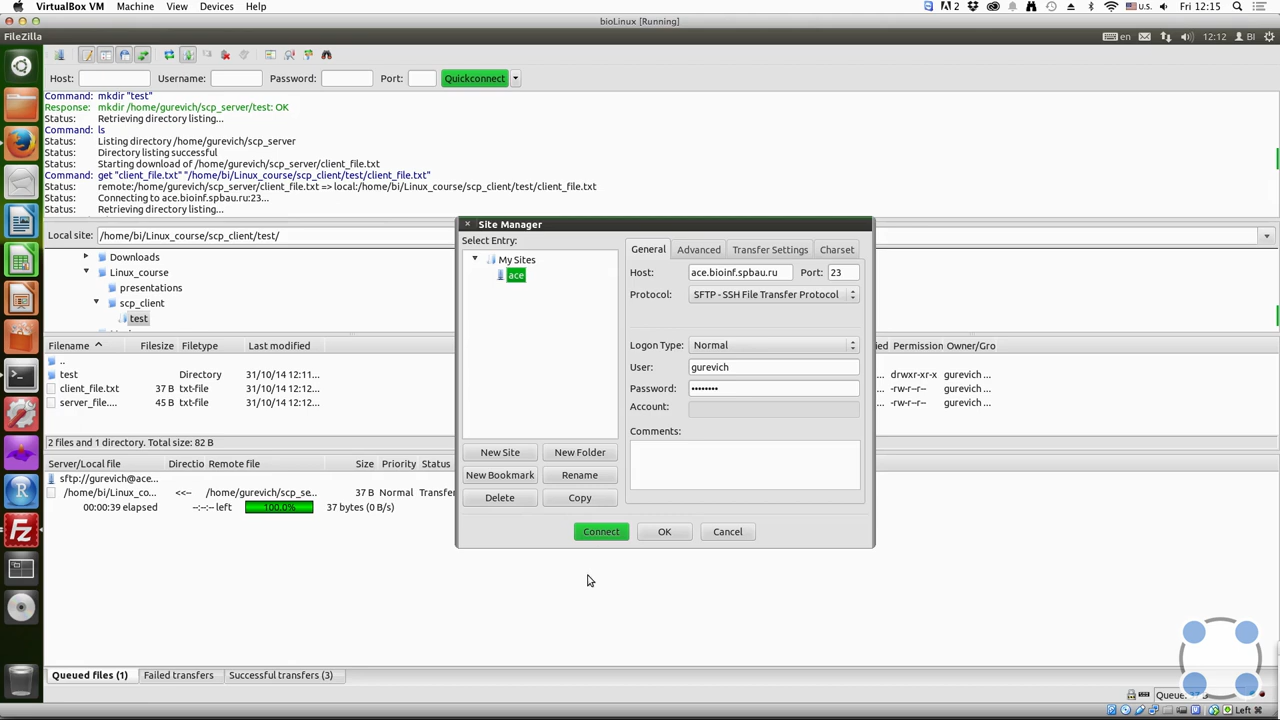 VirtualBox VM Machine View Devices Help
A 2 U.S. Fri 12:15
bioLinux [Running]
FileZilla
en 12:12 BI
Host: Username: Password: Port: Quickconnect
Command: mkdir "test"
Response: mkdir /home/gurevich/scp_server/test: OK
Status: Retrieving directory listing...
Command: ls
Status: Listing directory /home/gurevich/scp_server
Status: Directory listing successful
Status: Starting download of /home/gurevich/scp_server/client_file.txt
Command: get "client_file.txt" "/home/bi/Linux_course/scp_client/test/client_file.txt"
Status: remote:/home/gurevich/scp_server/client_file.txt => local:/home/bi/Linux_course/scp_client/test/client_file.txt
Status: Connecting to ace.bioinf.spbau.ru:23...
Status: Retrieving directory listing...
Local site: /home/bi/Linux_course/scp_client/test/
Downloads
Linux_course
presentations
scp_client
test
Filename Filesize Filetype Last modified
..
test Directory 31/10/14 12:11...
client_file.txt 37 B txt-file 31/10/14 12:12...
server_file.... 45 B txt-file 31/10/14 12:12...
2 files and 1 directory. Total size: 82 B
Permission Owner/Gro
drwxr-xr-x gurevich ...
-rw-r--r-- gurevich ...
-rw-r--r-- gurevich ...
Server/Local file Directio Remote file Size Priority Status
sftp://gurevich@ace...
/home/bi/Linux_co... <<-- /home/gurevich/scp_se... 37 B Normal Transfer
00:00:39 elapsed --:--:-- left 100.0% 37 bytes (0 B/s)
Site Manager
Select Entry:
My Sites
ace
New Site New Folder
New Bookmark Rename
Delete Copy
General Advanced Transfer Settings Charset
Host: ace.bioinf.spbau.ru Port: 23
Protocol: SFTP - SSH File Transfer Protocol
Logon Type: Normal
User: gurevich
Password: ••••••••
Account:
Comments:
Connect OK Cancel
Queued files (1) Failed transfers Successful transfers (3)
Left ⌘